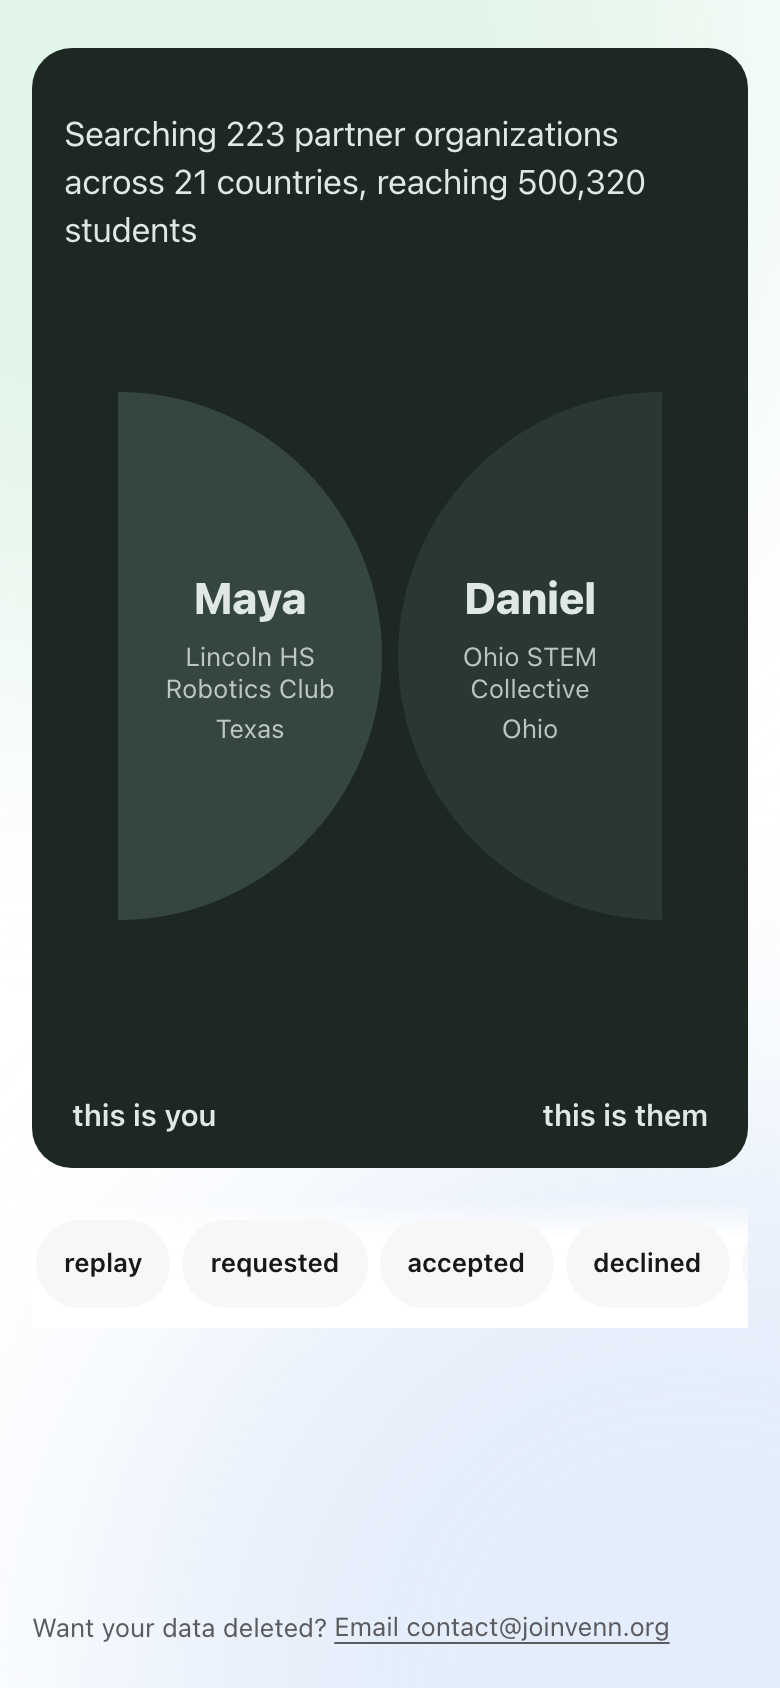 Searching 223 partner organizations
across 21 countries, reaching 500,320
students
Maya
Lincoln HS
Robotics Club
Texas
Daniel
Ohio STEM
Collective
Ohio
this is you
this is them
replay
requested
accepted
declined
Want your data deleted? Email contact@joinvenn.org